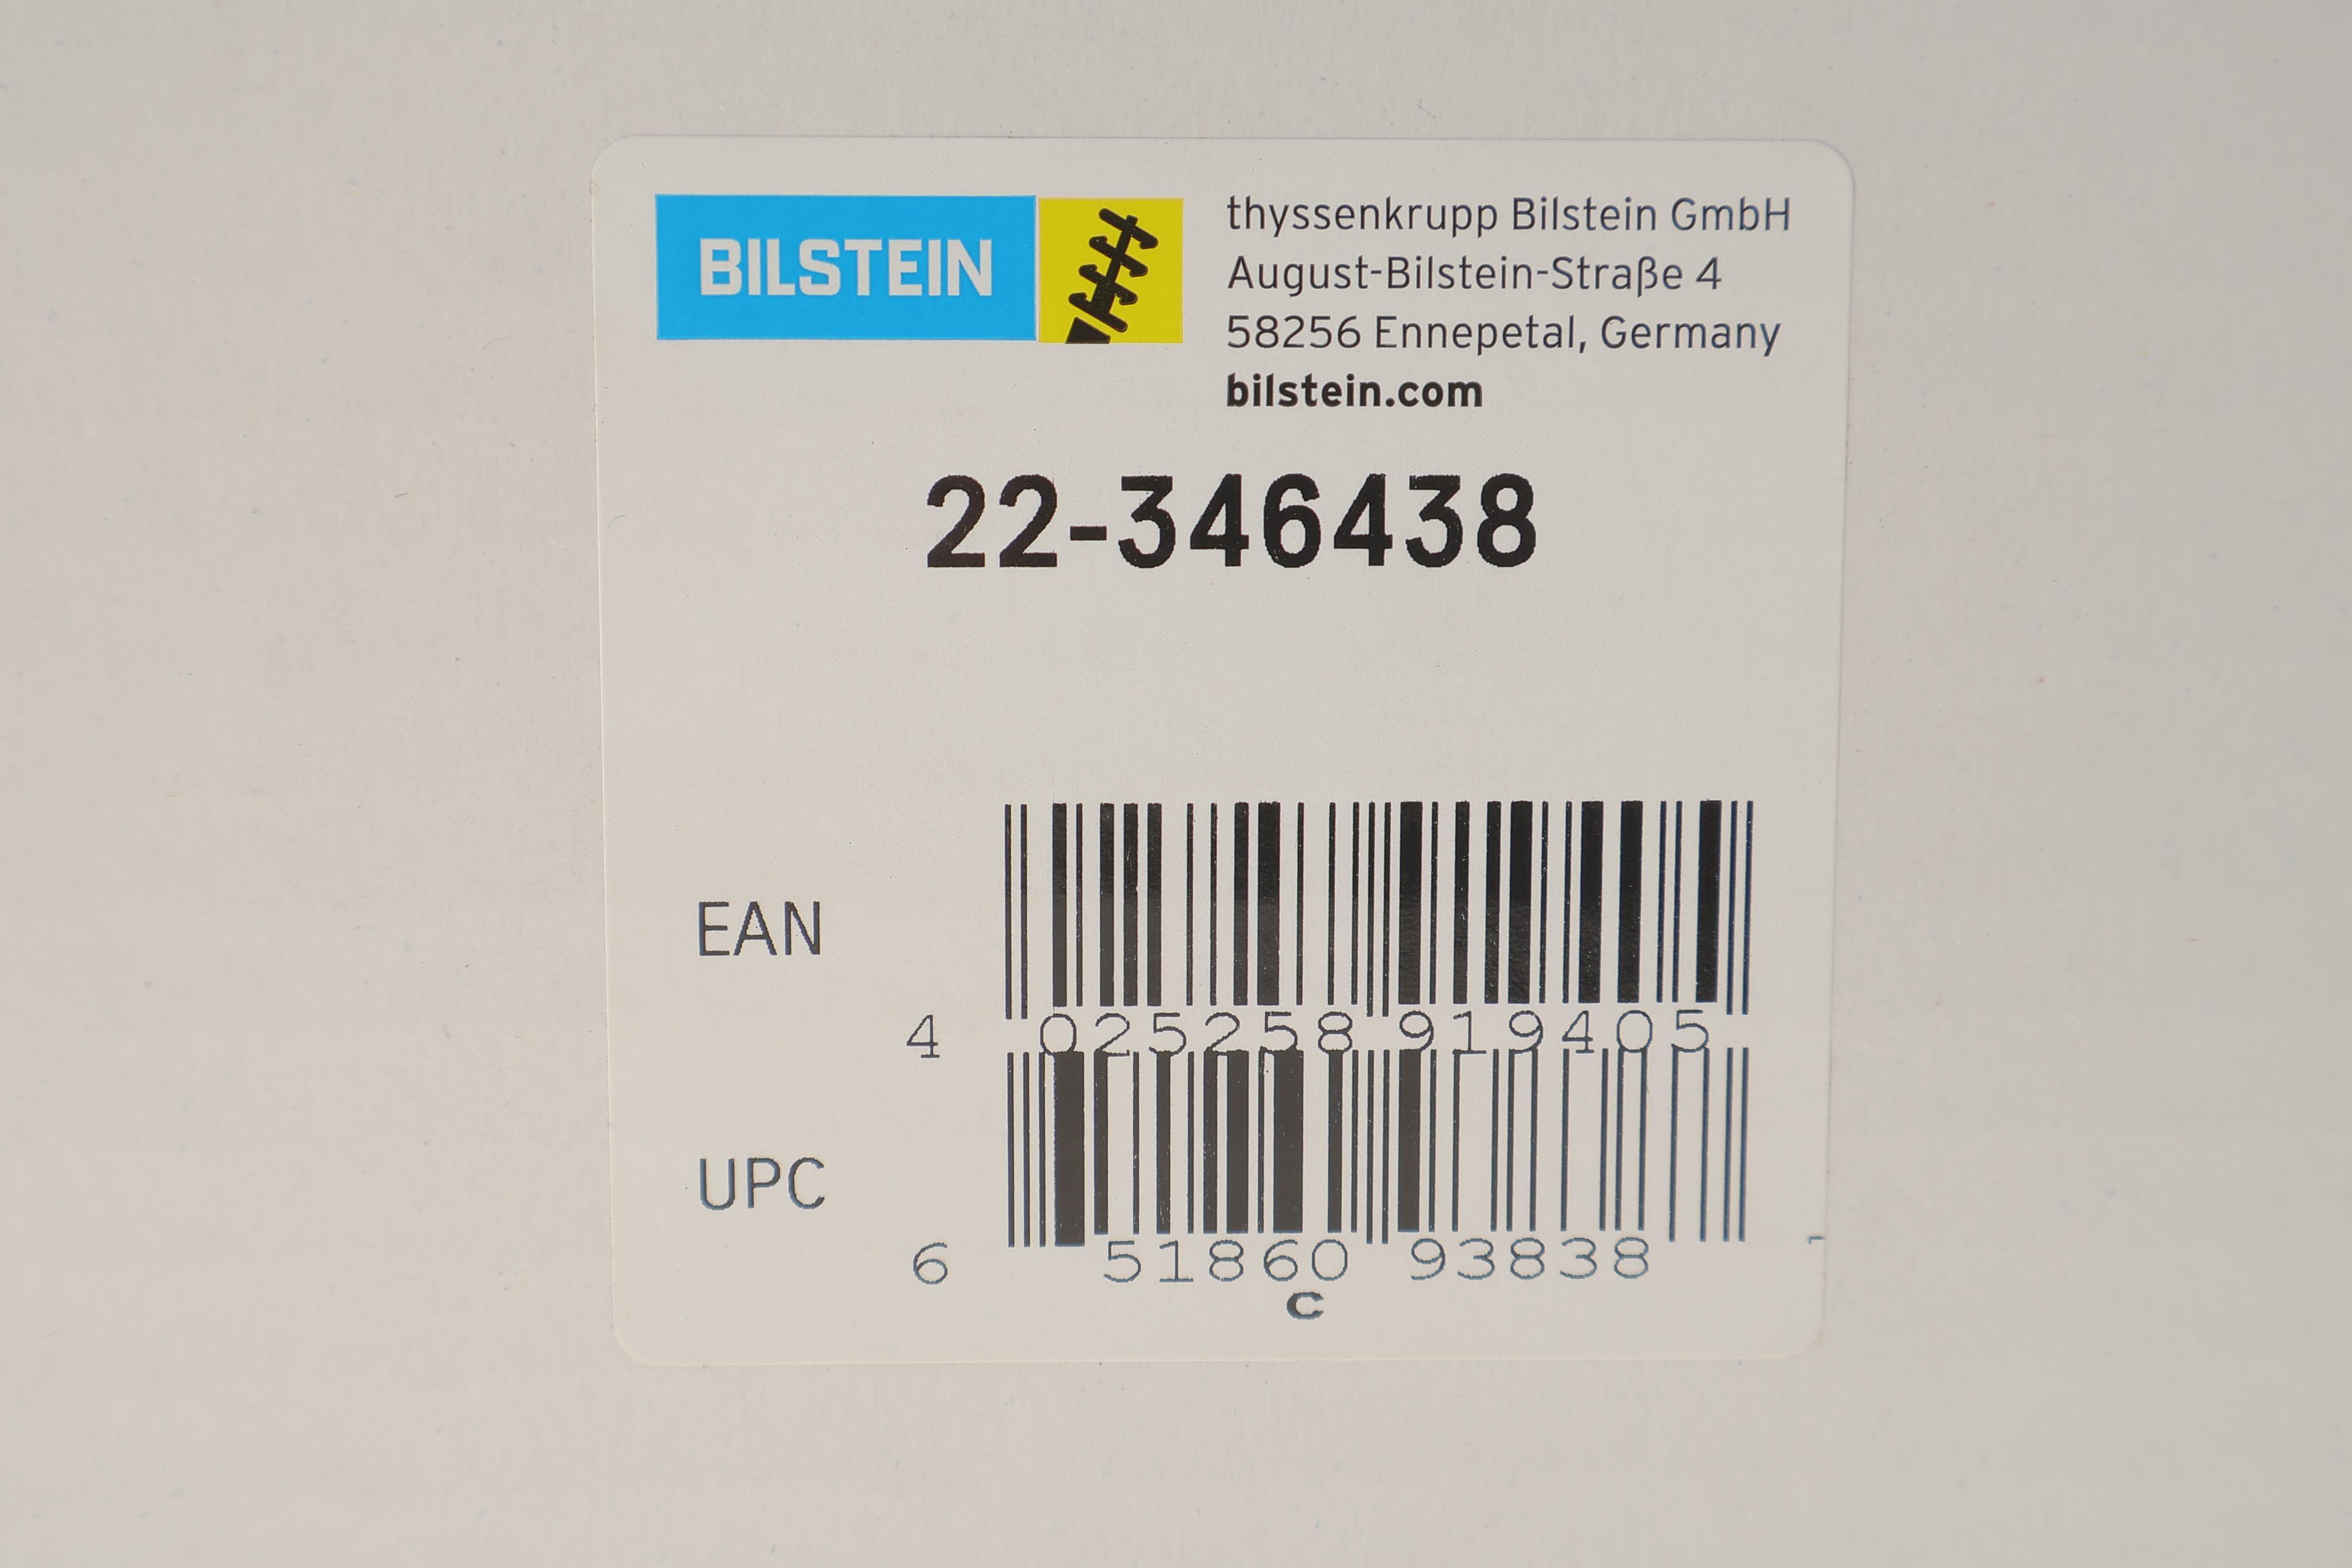 BILSTEIN
thyssenkrupp Bilstein GmbH
August-Bilstein-Straße 4
58256 Ennepetal, Germany
bilstein.com
22-346438
EAN
4 025258 919405
UPC
6 51860 93838
C